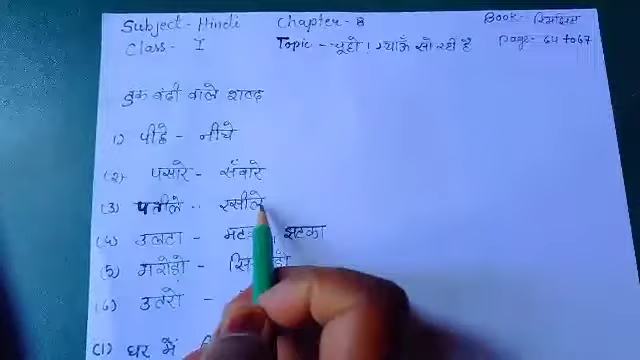 Subject - Hindi Chapter - 8 Book - रिमझिम
Class - I Topic - चूहो ! म्याऊँ सो रही है Page - 64 to 67
तुक बंदी वाले शब्द
1) पीछे - नीचे
(2) पसारे - सँवारे
(3) पतीले - रसीले
(4) उलटा - झटका
(5) मरोड़ो -
(6) उतरो -
(1) घर में